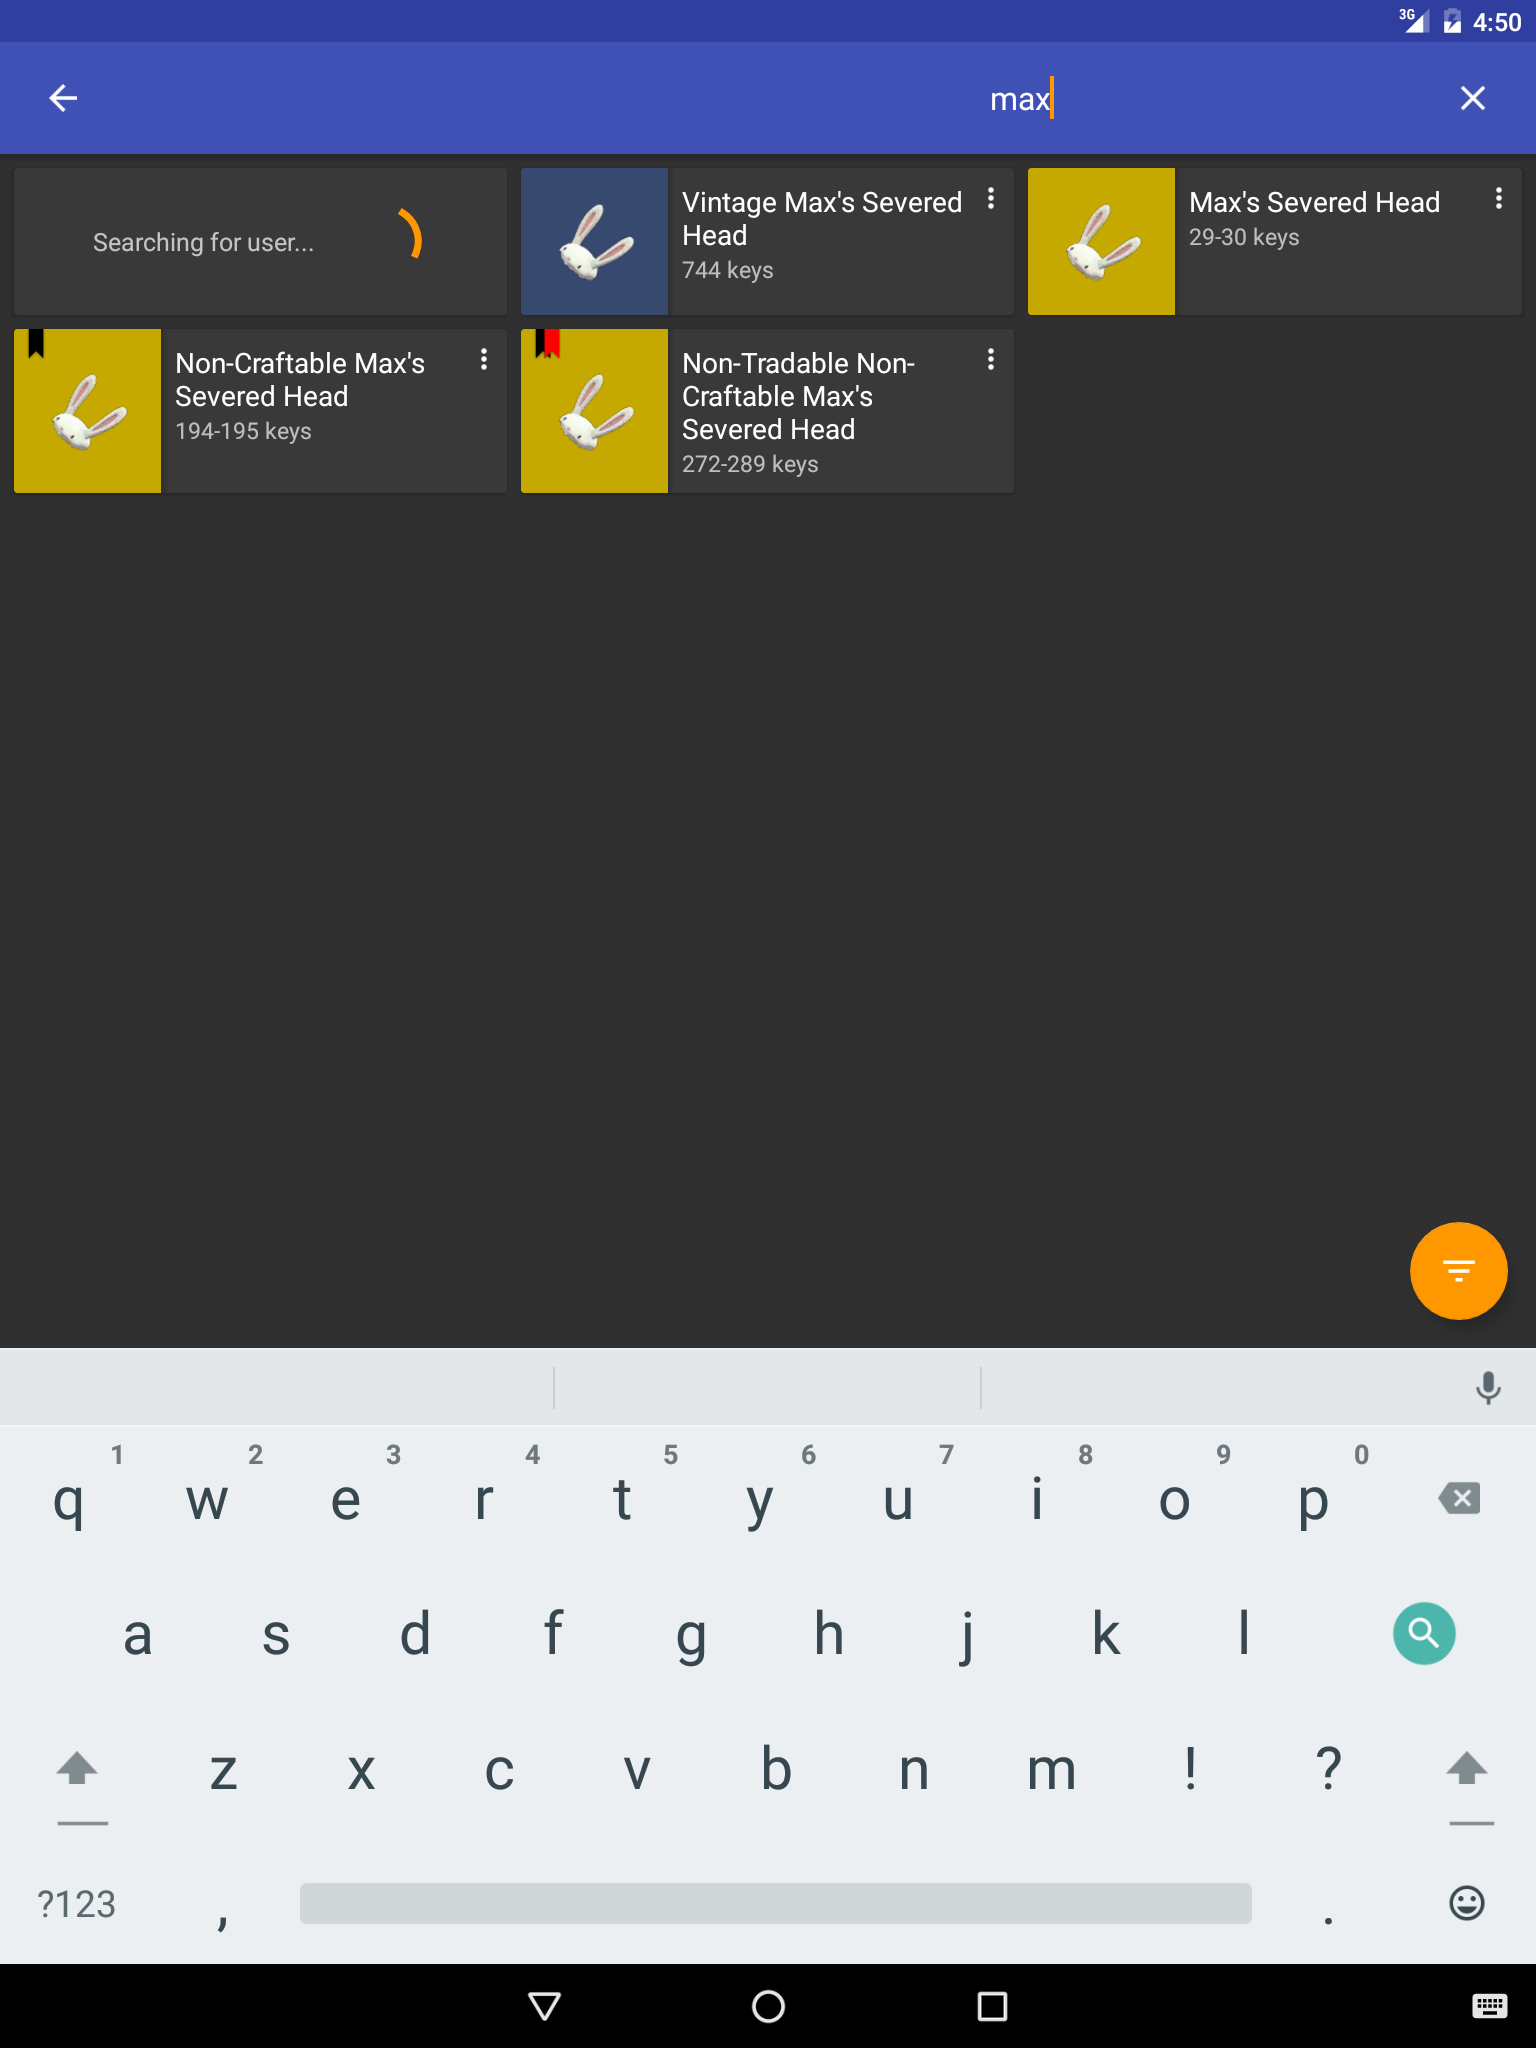 3G 4:50
max
Searching for user...
Vintage Max's Severed
Head
744 keys
Max's Severed Head
29-30 keys
Non-Craftable Max's
Severed Head
194-195 keys
Non-Tradable Non-
Craftable Max's
Severed Head
272-289 keys
1 2 3 4 5 6 7 8 9 0
q w e r t y u i o p
a s d f g h j k l
z x c v b n m ! ?
?123 , .